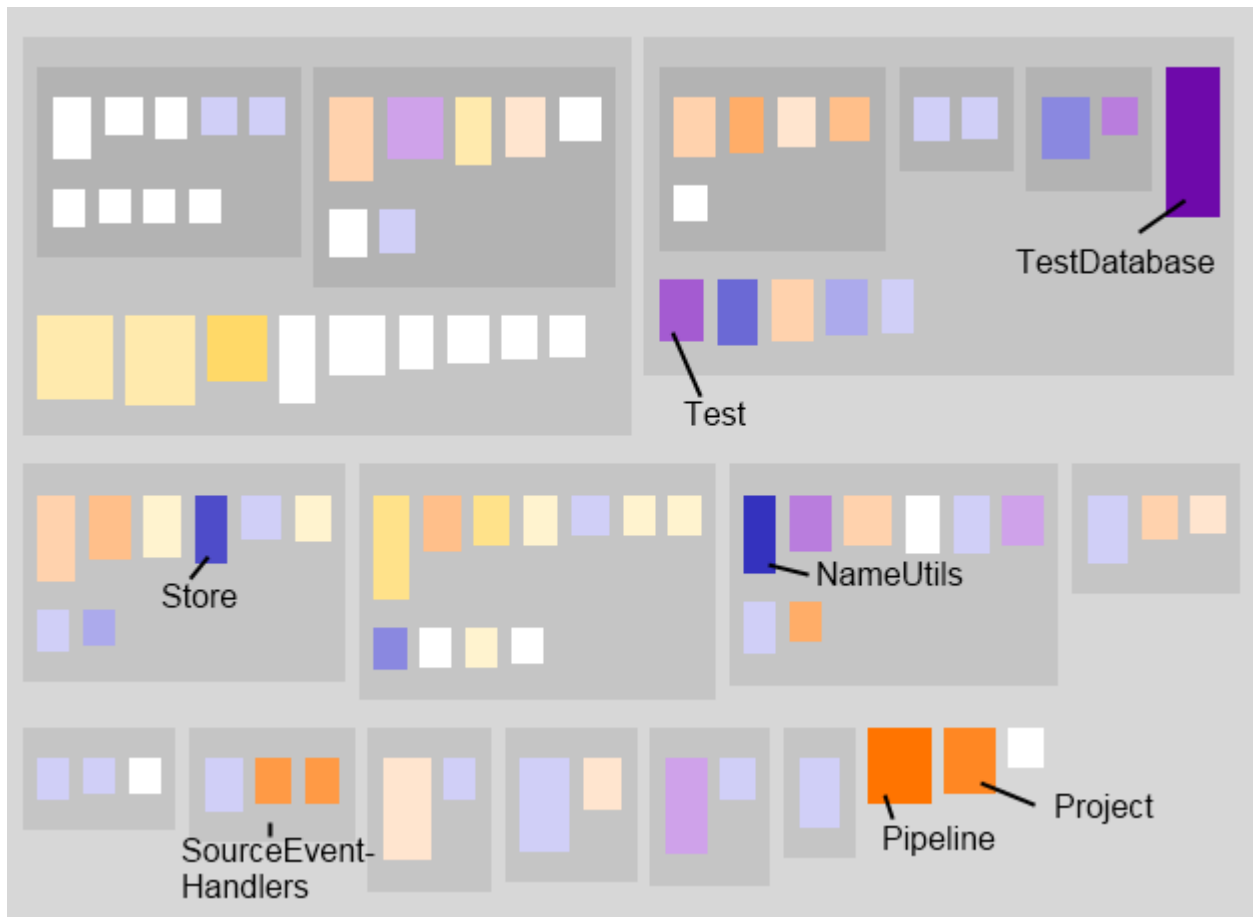 TestDatabase
Test
Store
NameUtils
SourceEvent-
Handlers
Pipeline
Project